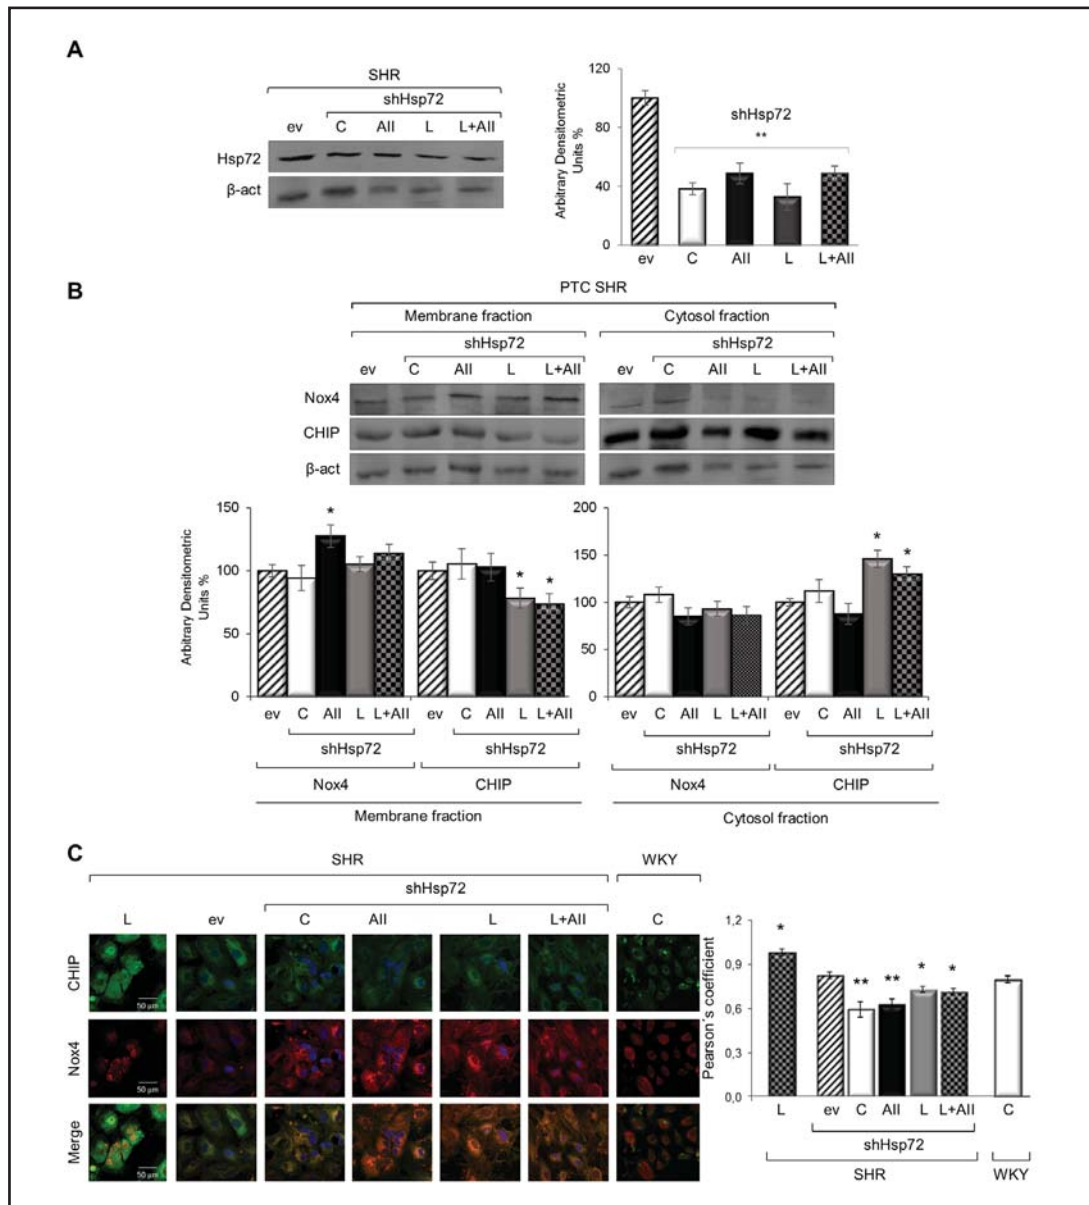 A
SHR
shHsp72
ev C AII L L+AII
Hsp72
β-act
Arbitrary Densitometric
Units %
120
80
40
0
shHsp72
**
ev C AII L L+AII
B
PTC SHR
Membrane fraction Cytosol fraction
shHsp72 shHsp72
ev C AII L L+AII ev C AII L L+AII
Nox4
CHIP
β-act
Arbitrary Densitometric
Units %
150
100
50
0
*
* *
200
150
100
50
0
* *
ev C AII L L+AII ev C AII L L+AII ev C AII L L+AII ev C AII L L+AII
shHsp72 shHsp72 shHsp72 shHsp72
Nox4 CHIP Nox4 CHIP
Membrane fraction Cytosol fraction
C
SHR WKY
shHsp72
L ev C AII L L+AII C
CHIP
50 µm
Nox4
50 µm
Merge
50 µm
Pearson´s coefficient
1,2
0,9
0,6
0,3
0,0
*
** ** * *
L ev C AII L L+AII C
shHsp72
SHR WKY